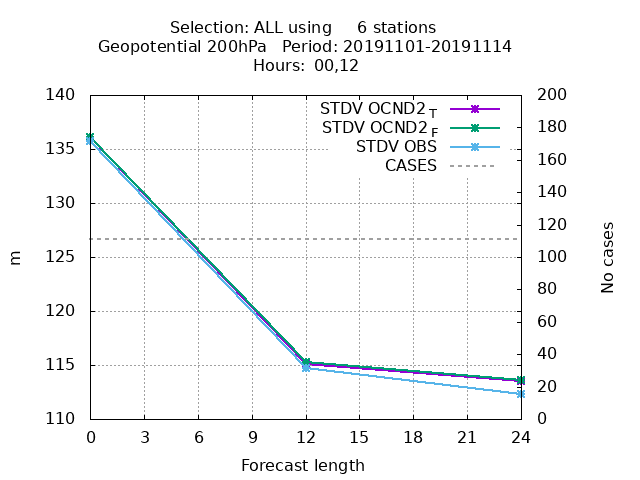 Selection: ALL using     6 stations
Geopotential 200hPa   Period: 20191101-20191114
Hours:  00,12
STDV OCND2 T
STDV OCND2 F
STDV OBS
CASES
m
140
135
130
125
120
115
110
200
180
160
140
120
100
80
60
40
20
0
No cases
0 3 6 9 12 15 18 21 24
Forecast length